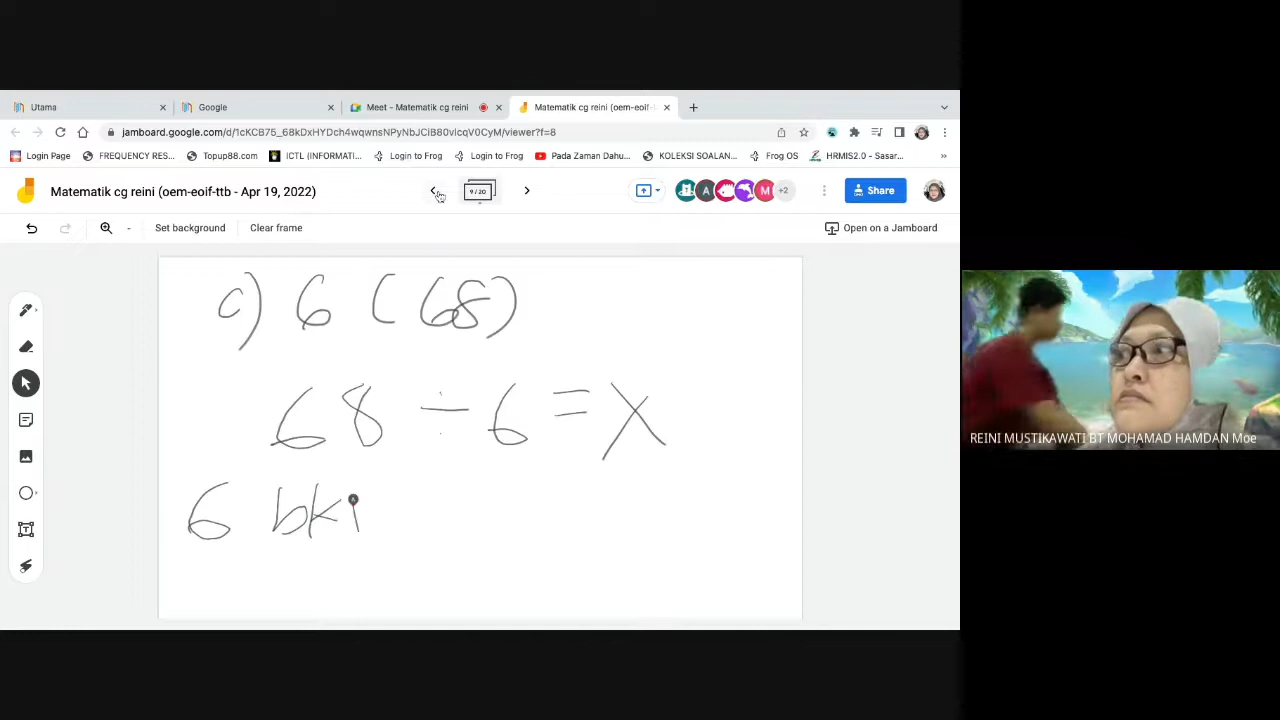 Utama
Google
Meet - Matematik cg reini
Matematik cg reini (oem-eoif-t
jamboard.google.com/d/1cKCB75_68kDxHYDch4wqwnsNPyNbJCiB80vIcqV0CyM/viewer?f=8
Login Page
FREQUENCY RES...
Topup88.com
ICTL (INFORMATI...
Login to Frog
Login to Frog
Pada Zaman Dahu...
KOLEKSI SOALAN...
Frog OS
HRMIS2.0 - Sasar...
»
Matematik cg reini (oem-eoif-ttb - Apr 19, 2022)
9 / 20
A
M
+2
Share
Set background
Clear frame
Open on a Jamboard
c) 6 (68)
68 ÷ 6 = X
6 bki
REINI MUSTIKAWATI BT MOHAMAD HAMDAN Moe